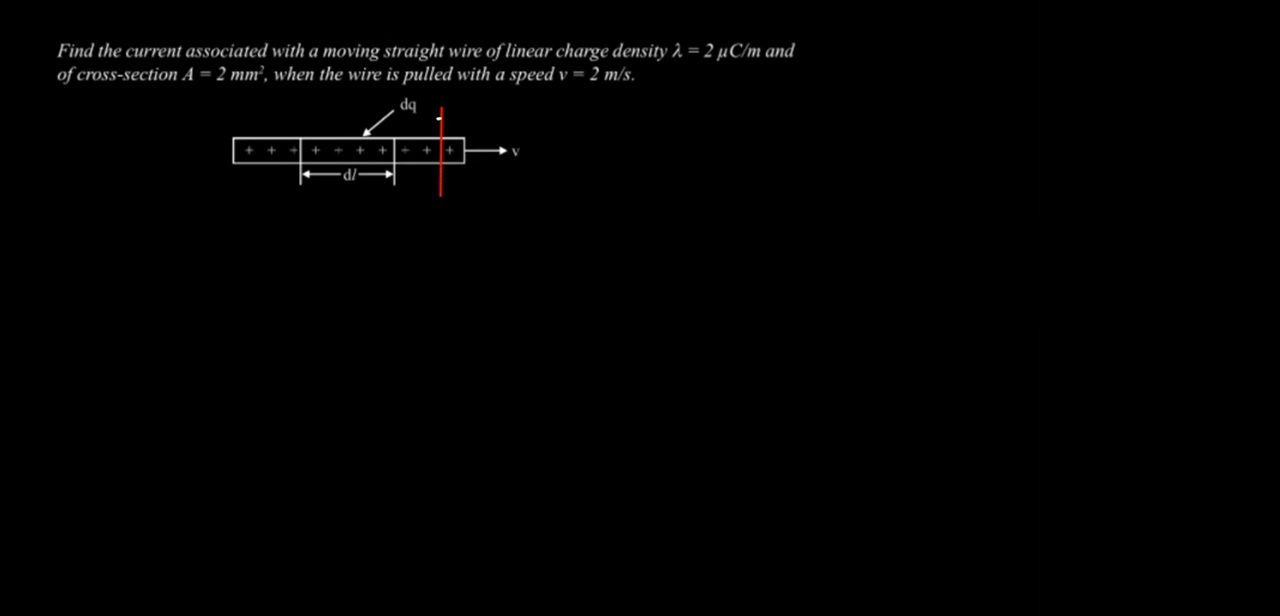 Find the current associated with a moving straight wire of linear charge density λ = 2 μC/m and
of cross-section A = 2 mm², when the wire is pulled with a speed v = 2 m/s.
dq
+ + + + + + + + + + v
dl